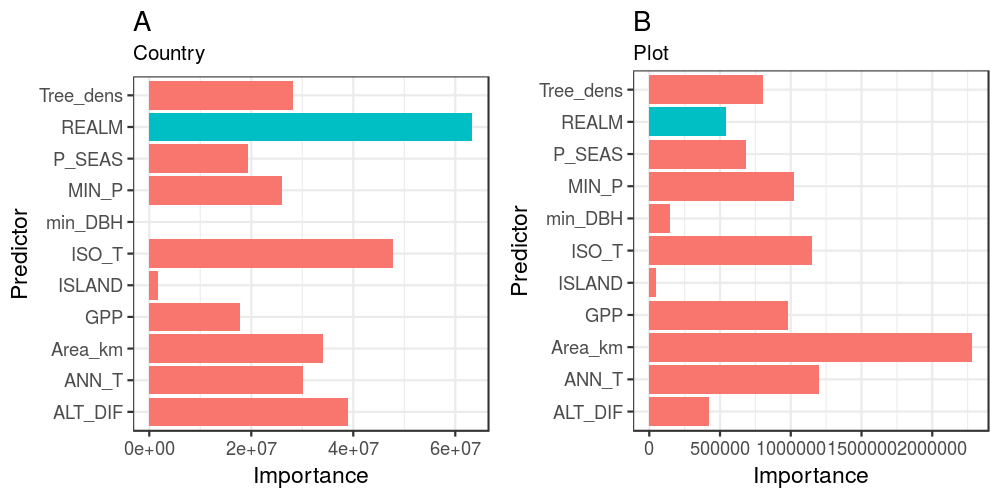 A
Country
Predictor
Tree_dens
REALM
P_SEAS
MIN_P
min_DBH
ISO_T
ISLAND
GPP
Area_km
ANN_T
ALT_DIF
0e+00 2e+07 4e+07 6e+07
Importance
B
Plot
Predictor
Tree_dens
REALM
P_SEAS
MIN_P
min_DBH
ISO_T
ISLAND
GPP
Area_km
ANN_T
ALT_DIF
0 500000 1000000 1500000 2000000
Importance